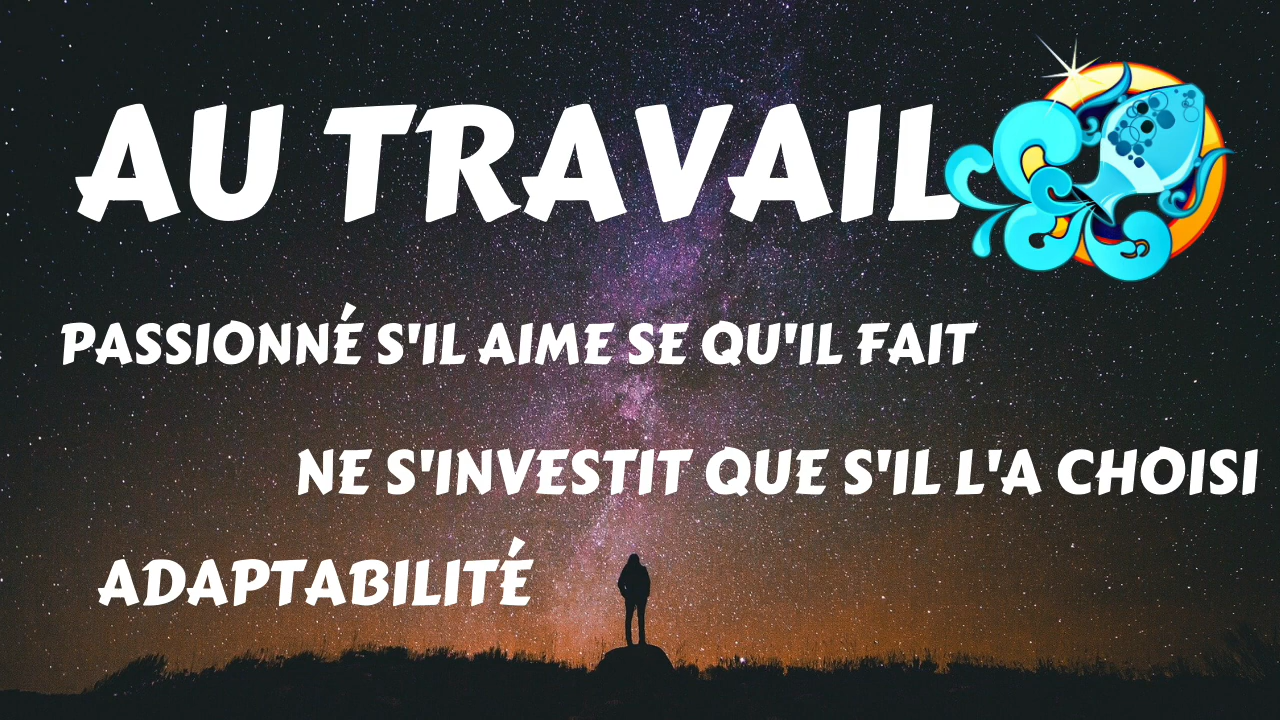 AU TRAVAIL
PASSIONNÉ S'IL AIME SE QU'IL FAIT
NE S'INVESTIT QUE S'IL L'A CHOISI
ADAPTABILITÉ